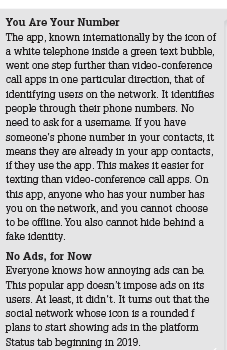 You Are Your Number
The app, known internationally by the icon of
a white telephone inside a green text bubble,
went one step further than video-conference
call apps in one particular direction, that of
identifying users on the network. It identifies
people through their phone numbers. No
need to ask for a username. If you have
someone's phone number in your contacts, it
means they are already in your app contacts,
if they use the app. This makes it easier for
texting than video-conference call apps. On
this app, anyone who has your number has
you on the network, and you cannot choose
to be offline. You also cannot hide behind a
fake identity.
No Ads, for Now
Everyone knows how annoying ads can be.
This popular app doesn't impose ads on its
users. At least, it didn't. It turns out that the
social network whose icon is a rounded f
plans to start showing ads in the platform
Status tab beginning in 2019.